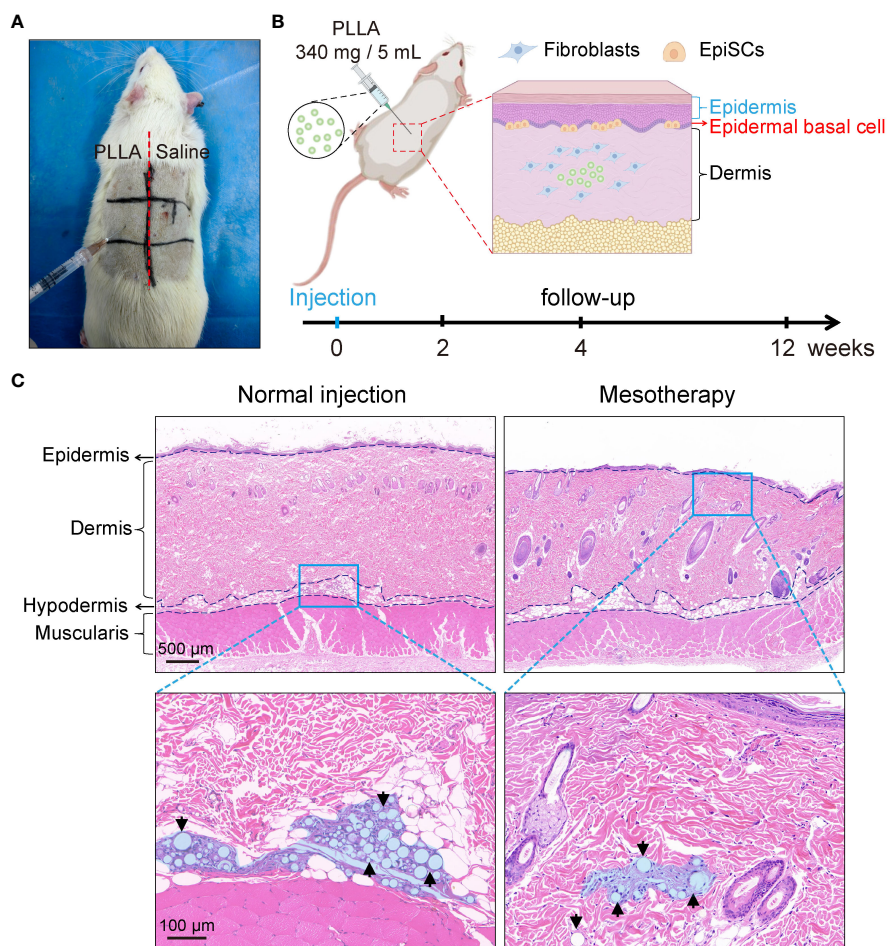 A
PLLA Saline
B
PLLA
340 mg / 5 mL
Fibroblasts
EpiSCs
Epidermis
Epidermal basal cell
Dermis
Injection
follow-up
0 2 4 12 weeks
C
Normal injection
Mesotherapy
Epidermis
Dermis
Hypodermis
Muscularis
500 µm
100 µm